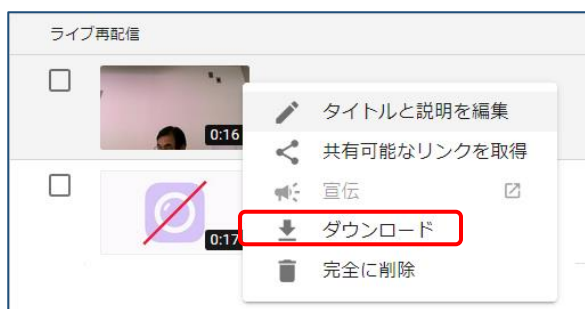 ライブ再配信
0:16
タイトルと説明を編集
共有可能なリンクを取得
宣伝
0:17
ダウンロード
完全に削除